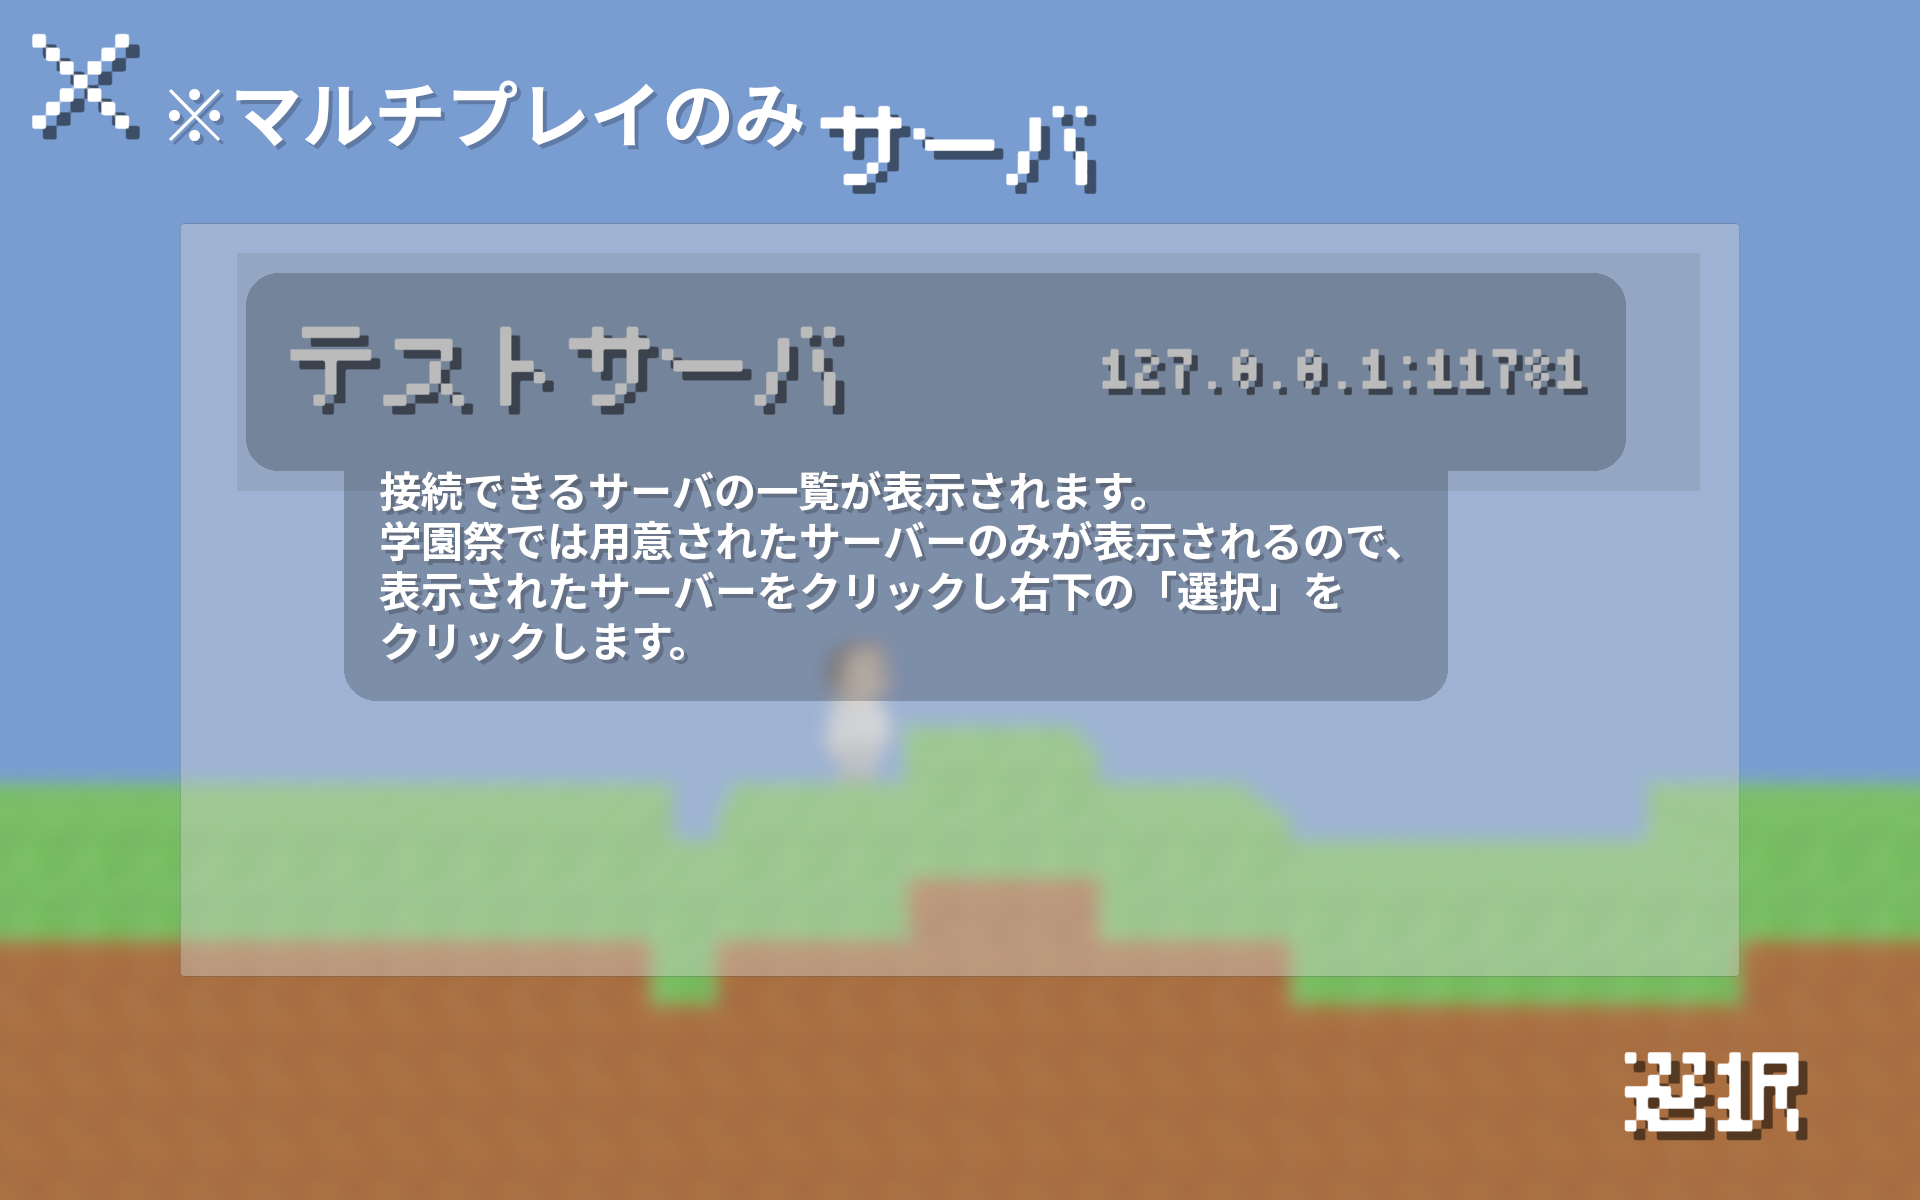 ※マルチプレイのみ
サーバ
テストサーバ
127.0.0.1:11781
接続できるサーバの一覧が表示されます。
学園祭では用意されたサーバーのみが表示されるので、
表示されたサーバーをクリックし右下の「選択」を
クリックします。
選択